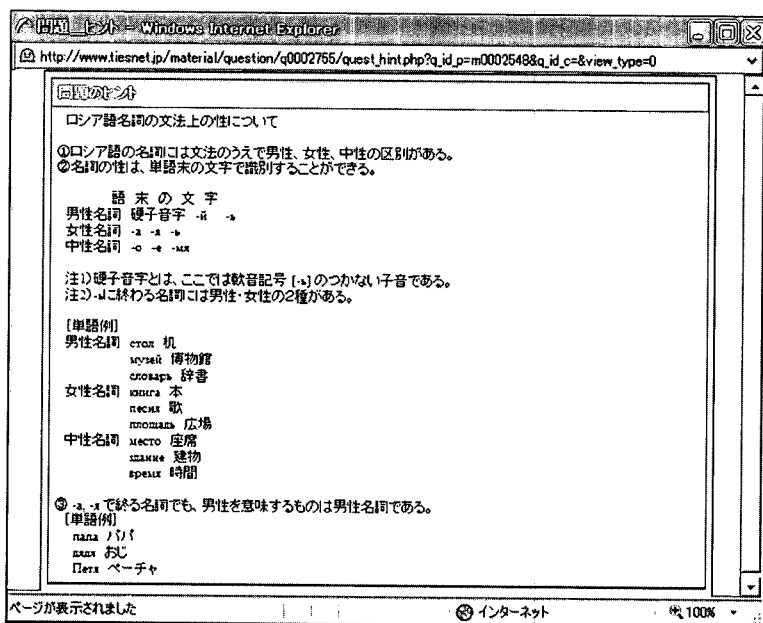 問題__ヒント - Windows Internet Explorer
http://www.tiesnet.jp/material/question/q0002755/quest_hint.php?q_id_p=m0002548&q_id_c=&view_type=0
問題のヒント
ロシア語名詞の文法上の性について
①ロシア語の名詞には文法のうえで男性、女性、中性の区別がある。
②名詞の性は、単語末の文字で識別することができる。
語 末 の 文 字
男性名詞 硬子音字 -й -ь
女性名詞 -а -я -ь
中性名詞 -о -е -мя
注1)硬子音字とは、ここでは軟音記号 [-ь] のつかない子音である。
注2)-ьに終わる名詞には男性・女性の2種がある。
[単語例]
男性名詞 стол 机
музей 博物館
словарь 辞書
女性名詞 книга 本
песня 歌
площадь 広場
中性名詞 место 座席
здание 建物
время 時間
③ -а, -я で終る名詞でも、男性を意味するものは男性名詞である。
[単語例]
папа パパ
дядя おじ
Петя ペーチャ
ページが表示されました インターネット 100%